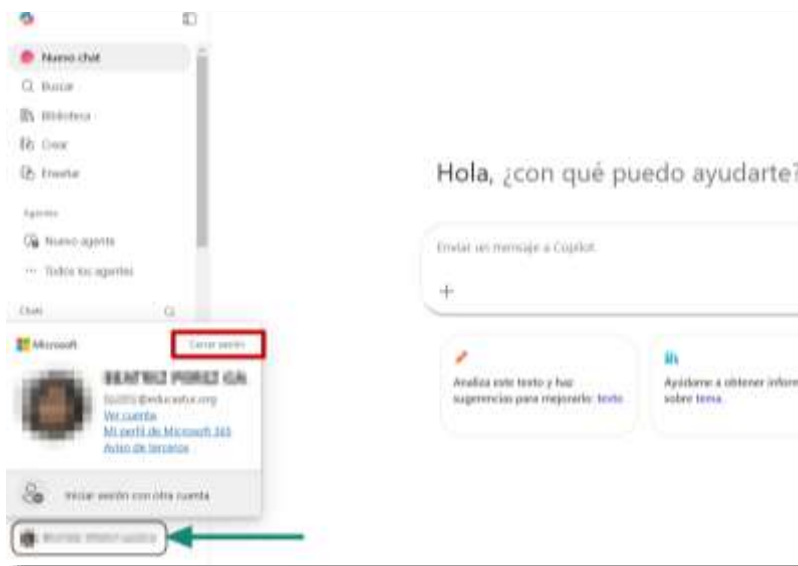 Nuevo chat
Buscar
Biblioteca
Crear
Enseñar
Agentes
Nuevo agente
Todos los agentes
Chats
Hola, ¿con qué puedo ayudarte?
Enviar un mensaje a Copilot
Analiza este texto y haz
sugerencias para mejorarlo: texto
Ayúdame a obtener inform
sobre tema.
Microsoft
Cerrar sesión
@educastur.org
Ver cuenta
Mi perfil de Microsoft 365
Aviso de terceros
Iniciar sesión con otra cuenta